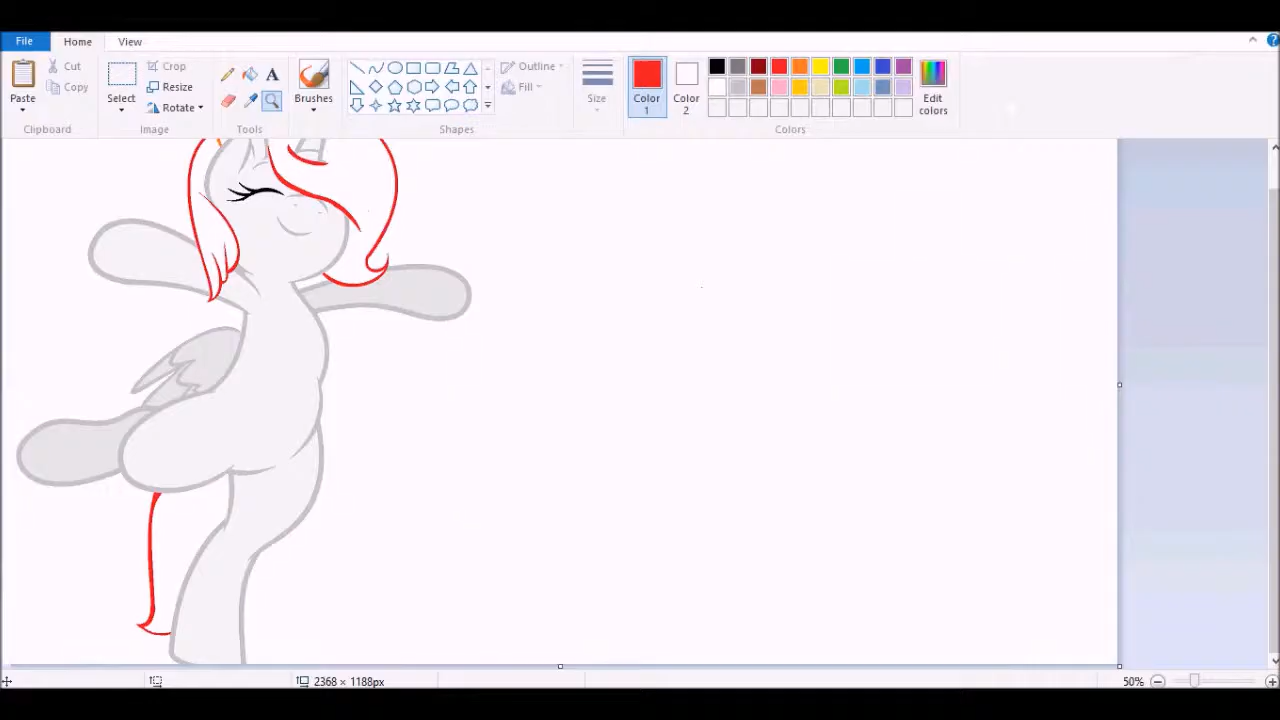 File Home View
Paste Cut Copy Clipboard
Select Crop Resize Rotate Image
A Tools
Brushes
Outline Fill Shapes
Size
Color 1 Color 2 Edit colors Colors
2368 × 1188px 50%